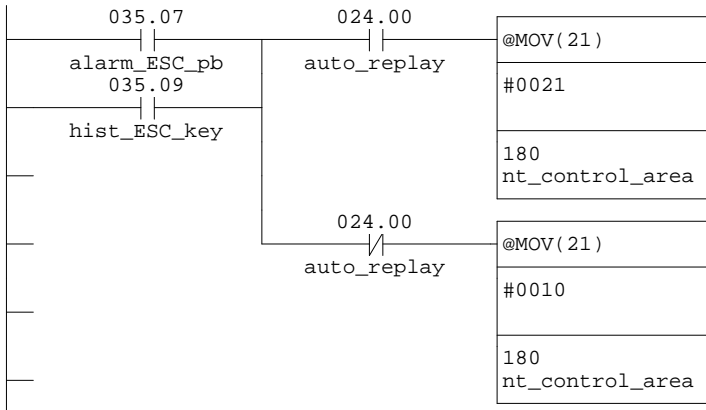 035.07 024.00
@MOV(21)
alarm_ESC_pb auto_replay
035.09
#0021
hist_ESC_key
180
nt_control_area
024.00
@MOV(21)
auto_replay
#0010
180
nt_control_area